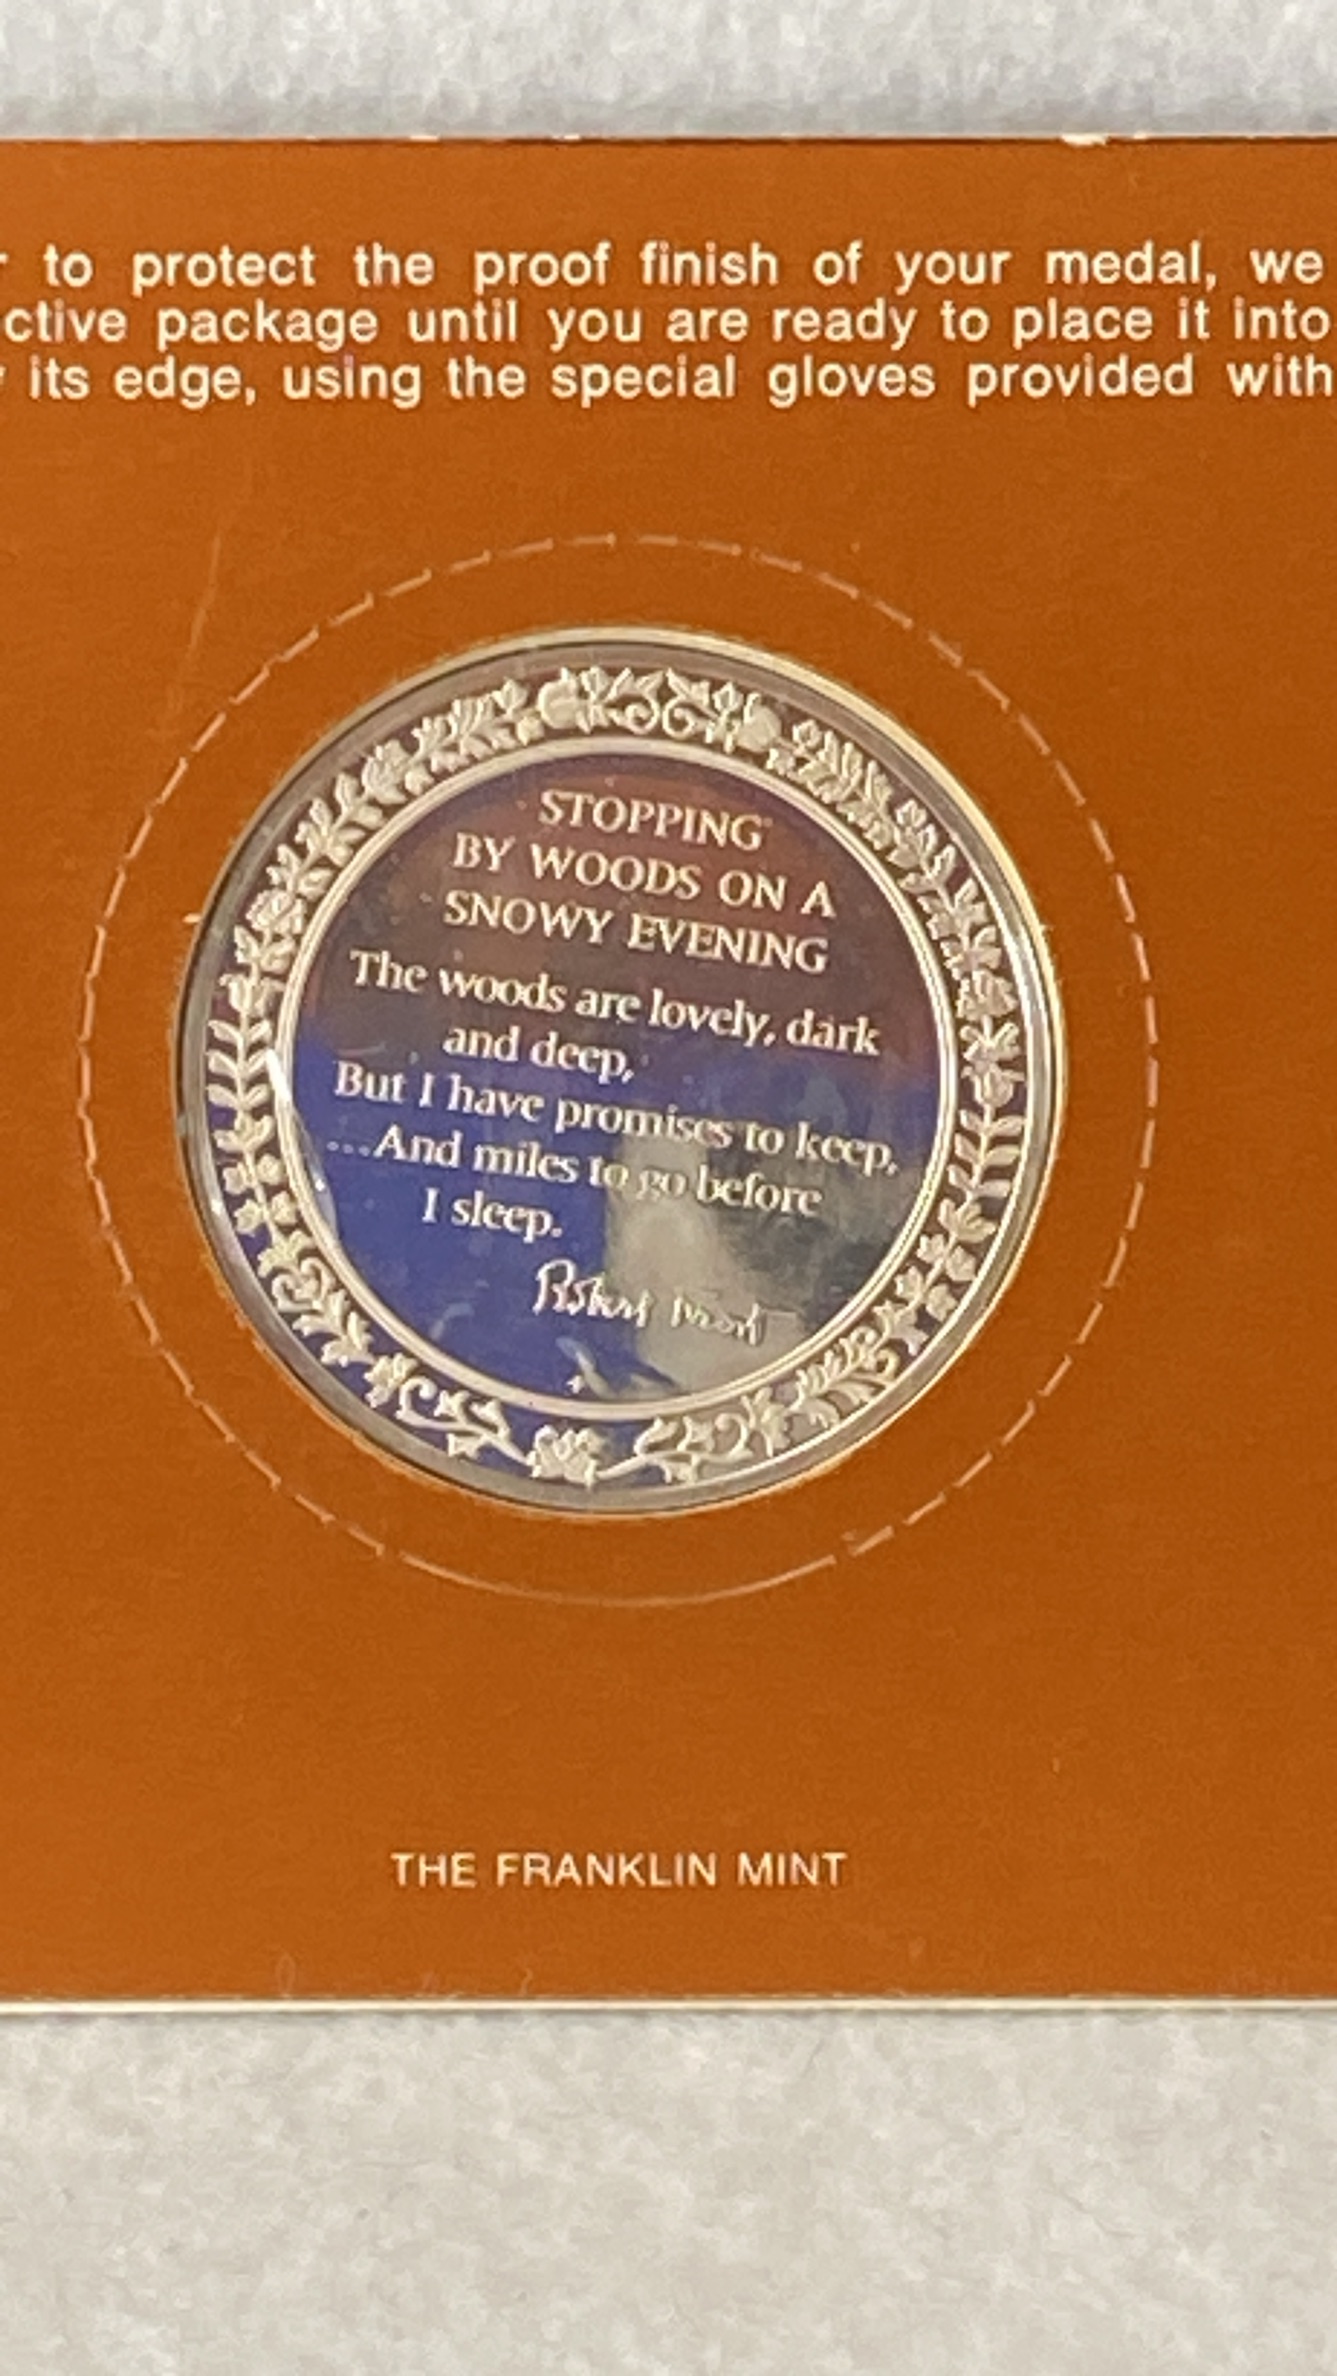 to protect the proof finish of your medal, we
ctive package until you are ready to place it into
its edge, using the special gloves provided with
STOPPING
BY WOODS ON A
SNOWY EVENING
The woods are lovely, dark
and deep,
But I have promises to keep,
...And miles to go before
I sleep.
Robert Frost
THE FRANKLIN MINT